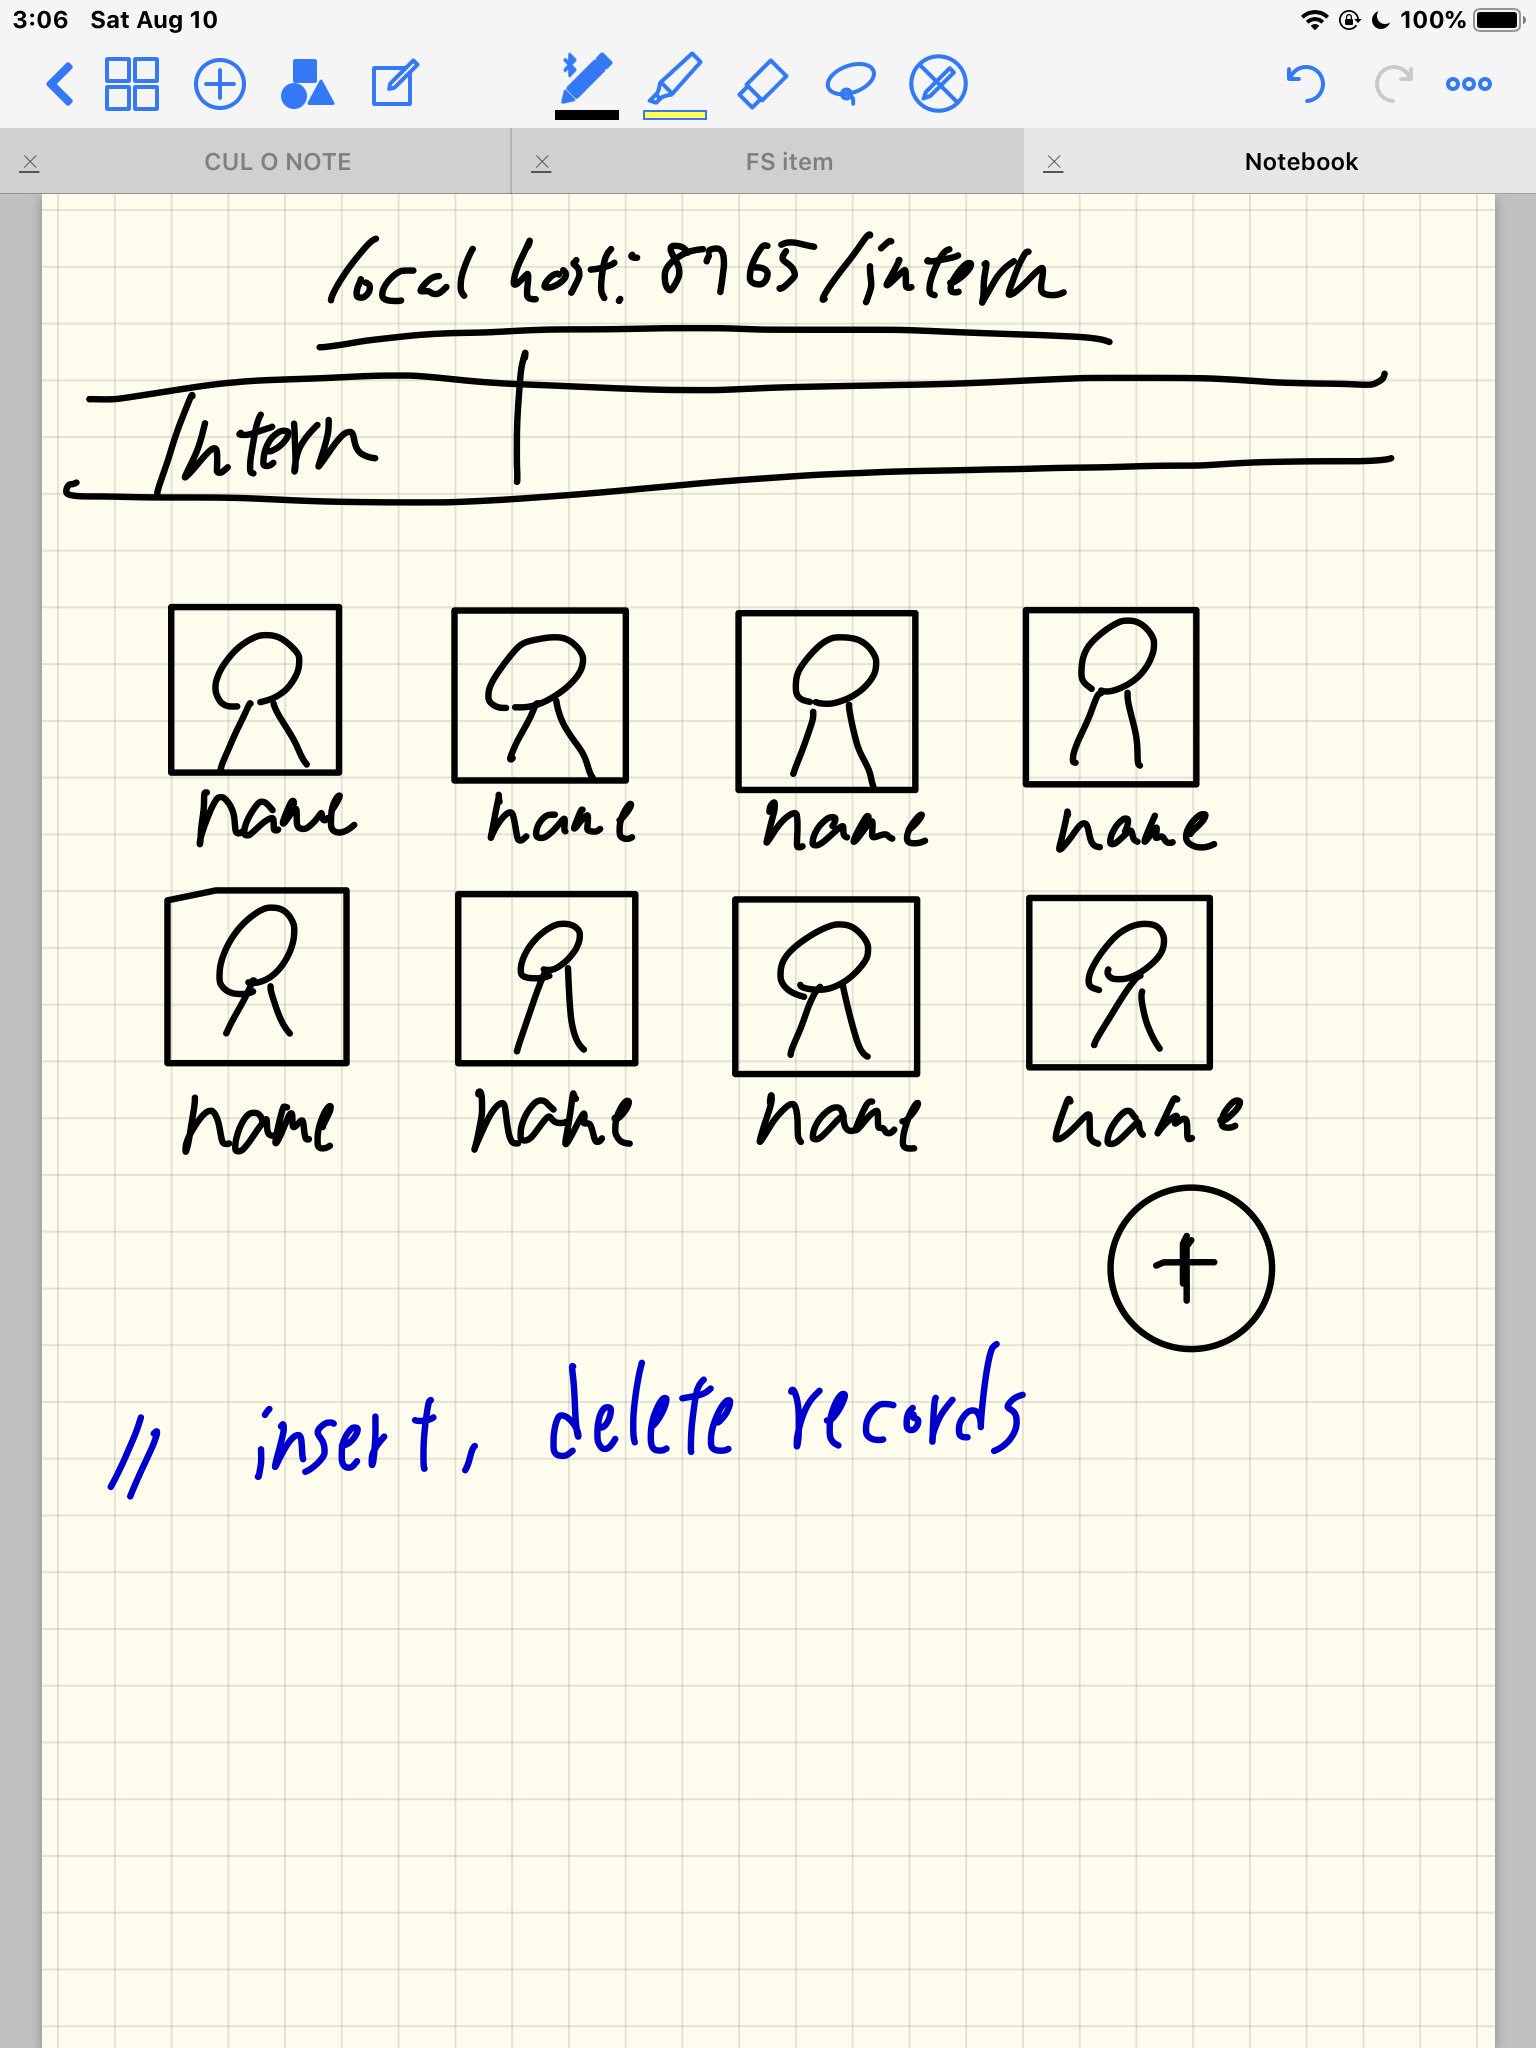 3:06 Sat Aug 10 100%
CUL O NOTE FS item Notebook
local host:8765/intern
Intern
name name name name
name name name name
+
// insert, delete records